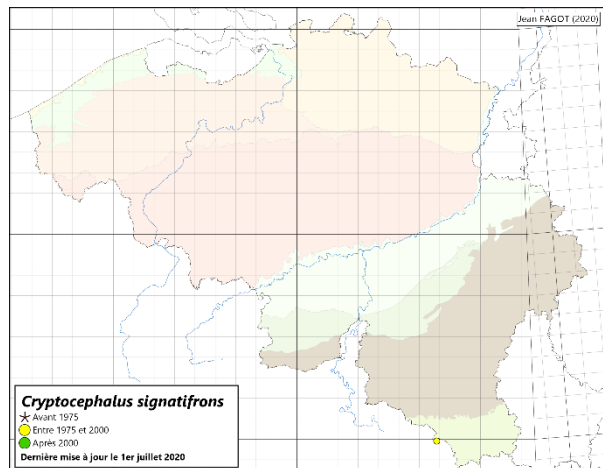 Jean FAGOT (2020)
Cryptocephalus signatifrons
Avant 1975
Entre 1975 et 2000
Après 2000
Dernière mise à jour le 1er juillet 2020